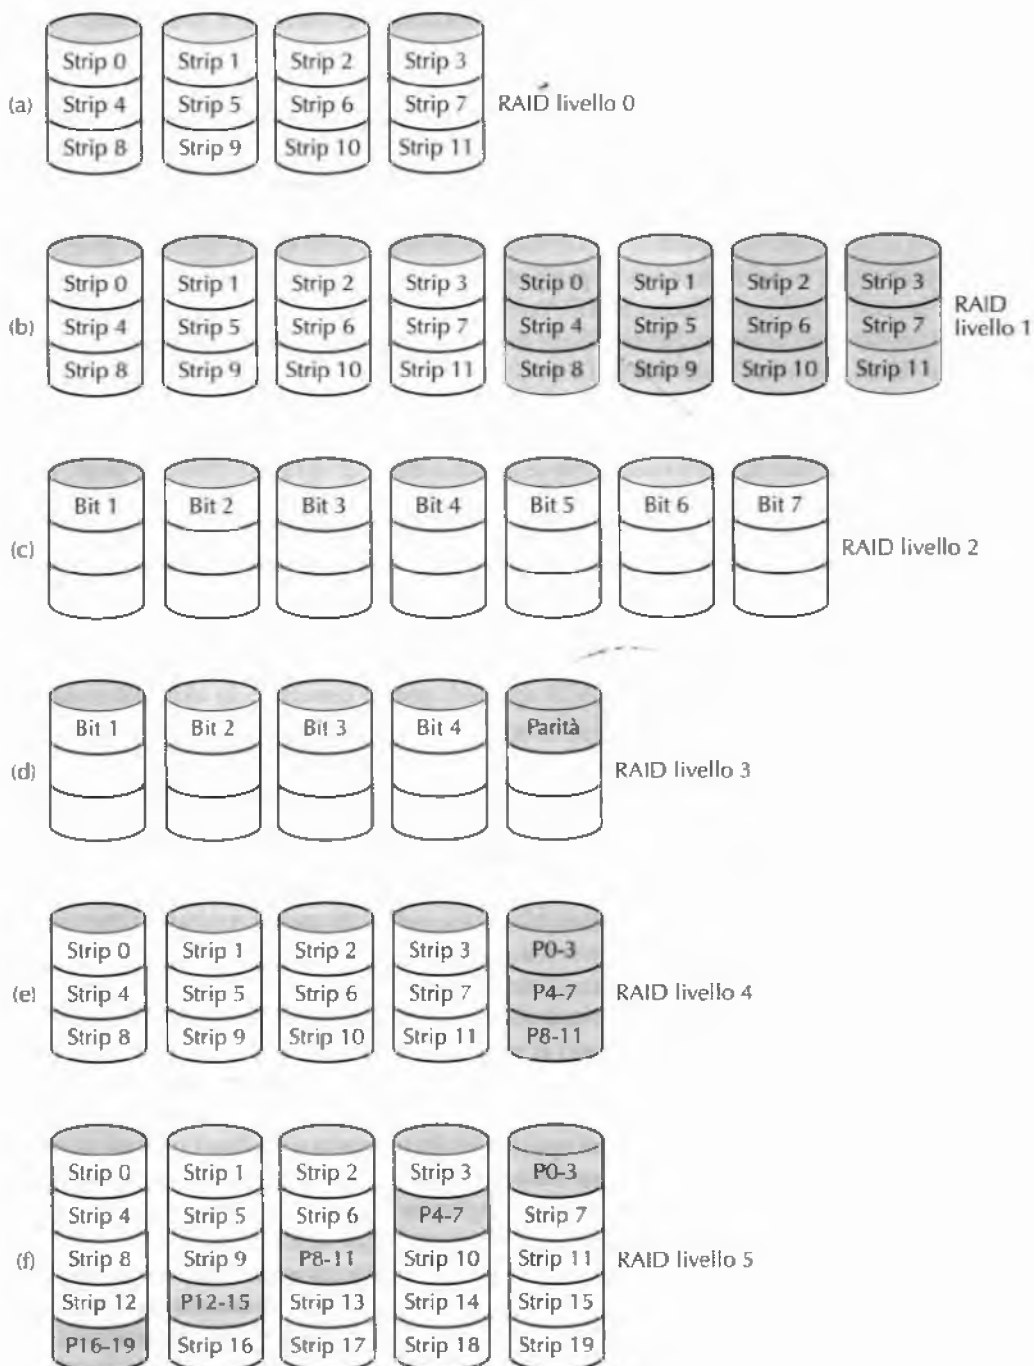 Strip 0 Strip 1 Strip 2 Strip 3
(a) Strip 4 Strip 5 Strip 6 Strip 7 RAID livello 0
Strip 8 Strip 9 Strip 10 Strip 11
Strip 0 Strip 1 Strip 2 Strip 3 Strip 0 Strip 1 Strip 2 Strip 3
(b) Strip 4 Strip 5 Strip 6 Strip 7 Strip 4 Strip 5 Strip 6 Strip 7 RAID livello 1
Strip 8 Strip 9 Strip 10 Strip 11 Strip 8 Strip 9 Strip 10 Strip 11
Bit 1 Bit 2 Bit 3 Bit 4 Bit 5 Bit 6 Bit 7
(c) RAID livello 2
Bit 1 Bit 2 Bit 3 Bit 4 Parità
(d) RAID livello 3
Strip 0 Strip 1 Strip 2 Strip 3 P0-3
(e) Strip 4 Strip 5 Strip 6 Strip 7 P4-7 RAID livello 4
Strip 8 Strip 9 Strip 10 Strip 11 P8-11
Strip 0 Strip 1 Strip 2 Strip 3 P0-3
Strip 4 Strip 5 Strip 6 P4-7 Strip 7
(f) Strip 8 Strip 9 P8-11 Strip 10 Strip 11 RAID livello 5
Strip 12 P12-15 Strip 13 Strip 14 Strip 15
P16-19 Strip 16 Strip 17 Strip 18 Strip 19